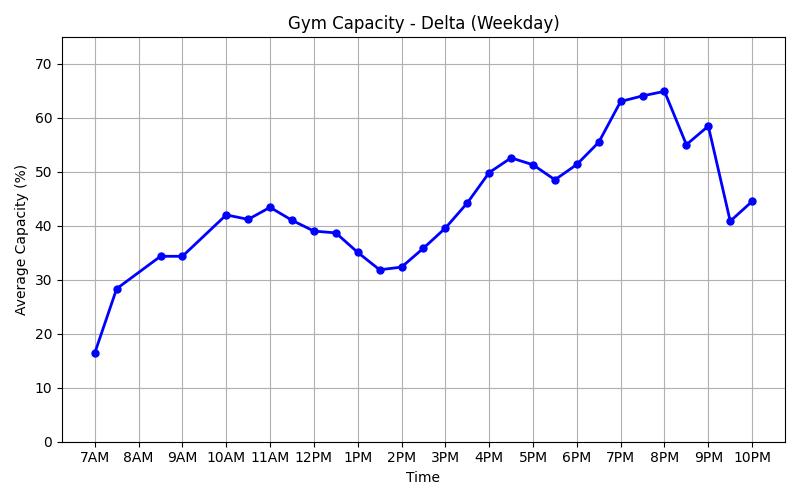 Gym Capacity - Delta (Weekday)
Average Capacity (%)
70
60
50
40
30
20
10
0
7AM 8AM 9AM 10AM 11AM 12PM 1PM 2PM 3PM 4PM 5PM 6PM 7PM 8PM 9PM 10PM
Time